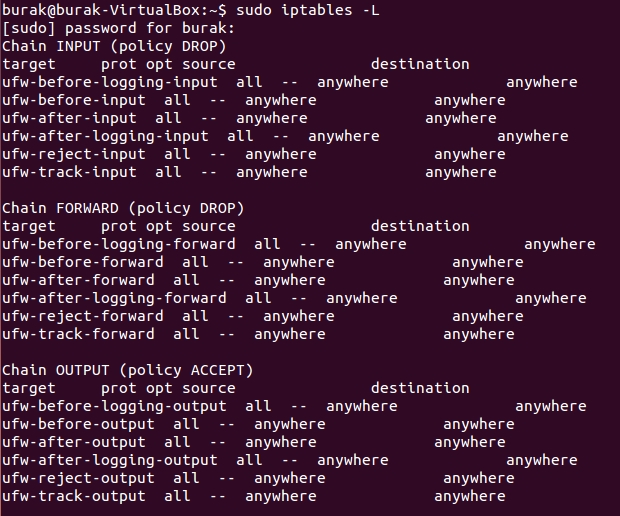 burak@burak-VirtualBox:~$ sudo iptables -L
[sudo] password for burak:
Chain INPUT (policy DROP)
target     prot opt source               destination
ufw-before-logging-input  all  --  anywhere             anywhere
ufw-before-input  all  --  anywhere             anywhere
ufw-after-input  all  --  anywhere             anywhere
ufw-after-logging-input  all  --  anywhere             anywhere
ufw-reject-input  all  --  anywhere             anywhere
ufw-track-input  all  --  anywhere             anywhere

Chain FORWARD (policy DROP)
target     prot opt source               destination
ufw-before-logging-forward  all  --  anywhere             anywhere
ufw-before-forward  all  --  anywhere             anywhere
ufw-after-forward  all  --  anywhere             anywhere
ufw-after-logging-forward  all  --  anywhere             anywhere
ufw-reject-forward  all  --  anywhere             anywhere
ufw-track-forward  all  --  anywhere             anywhere

Chain OUTPUT (policy ACCEPT)
target     prot opt source               destination
ufw-before-logging-output  all  --  anywhere             anywhere
ufw-before-output  all  --  anywhere             anywhere
ufw-after-output  all  --  anywhere             anywhere
ufw-after-logging-output  all  --  anywhere             anywhere
ufw-reject-output  all  --  anywhere             anywhere
ufw-track-output  all  --  anywhere             anywhere